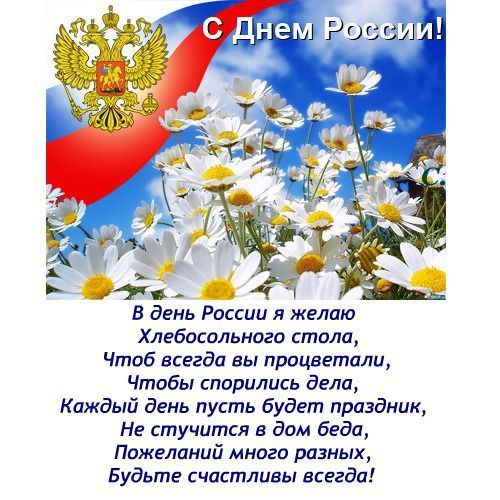 С Днем России!
С
В день России я желаю
Хлебосольного стола,
Чтоб всегда вы процветали,
Чтобы спорились дела,
Каждый день пусть будет праздник,
Не стучится в дом беда,
Пожеланий много разных,
Будьте счастливы всегда!